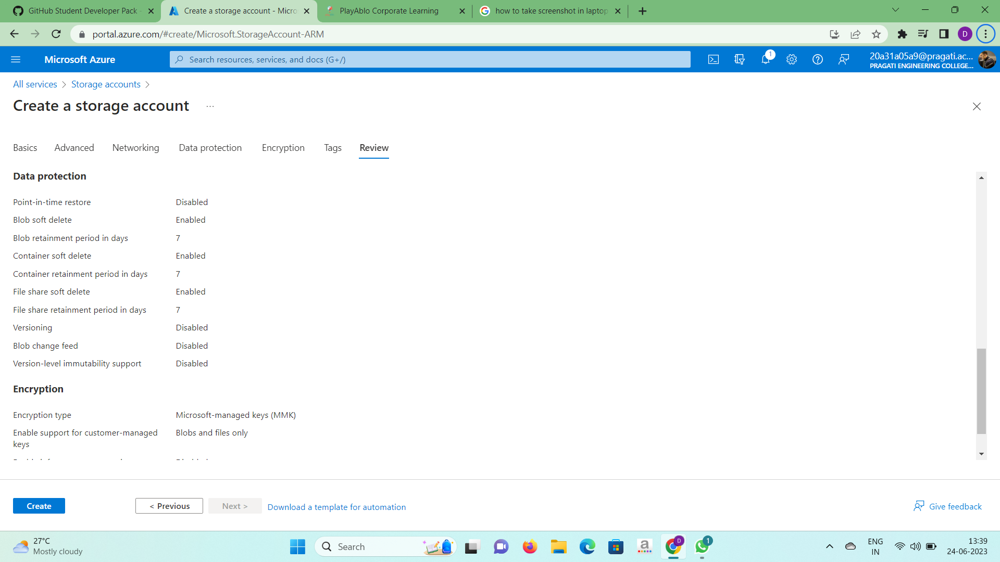 GitHub Student Developer Pack -
Create a storage account - Micro
PlayAblo Corporate Learning
how to take screenshot in laptop
portal.azure.com/#create/Microsoft.StorageAccount-ARM
D
Microsoft Azure
Search resources, services, and docs (G+/)
1
20a31a05a9@pragati.ac...
PRAGATI ENGINEERING COLLEGE...
All services > Storage accounts >
Create a storage account ...
Basics Advanced Networking Data protection Encryption Tags Review
Data protection
Point-in-time restore Disabled
Blob soft delete Enabled
Blob retainment period in days 7
Container soft delete Enabled
Container retainment period in days 7
File share soft delete Enabled
File share retainment period in days 7
Versioning Disabled
Blob change feed Disabled
Version-level immutability support Disabled
Encryption
Encryption type Microsoft-managed keys (MMK)
Enable support for customer-managed Blobs and files only
keys
Create < Previous Next > Download a template for automation Give feedback
27°C
Mostly cloudy
Search
a
D
1
ENG
IN
13:39
24-06-2023